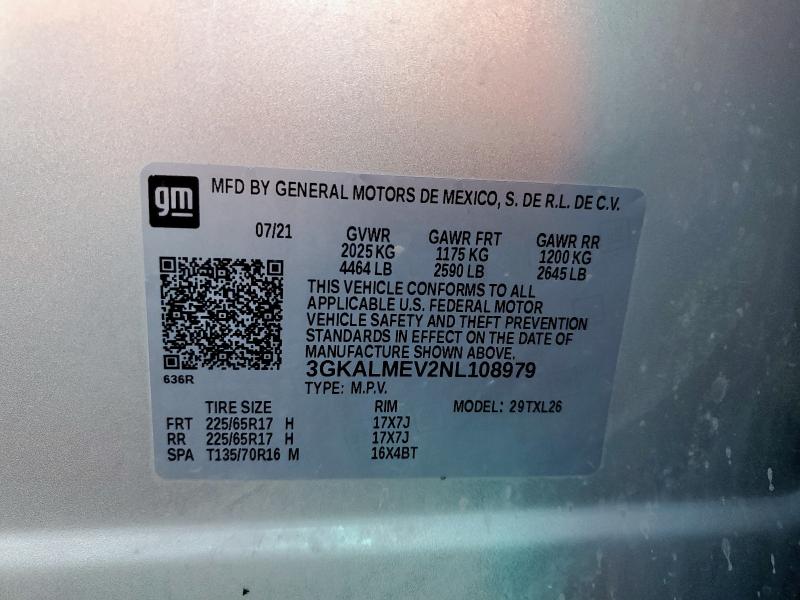 gm
MFD BY GENERAL MOTORS DE MEXICO, S. DE R.L. DE C.V.
07/21 GVWR GAWR FRT GAWR RR
2025 KG 1175 KG 1200 KG
4464 LB 2590 LB 2645 LB
THIS VEHICLE CONFORMS TO ALL
APPLICABLE U.S. FEDERAL MOTOR
VEHICLE SAFETY AND THEFT PREVENTION
STANDARDS IN EFFECT ON THE DATE OF
MANUFACTURE SHOWN ABOVE.
3GKALMEV2NL108979
636R
TYPE: M.P.V.
TIRE SIZE RIM MODEL: 29TXL26
FRT 225/65R17 H 17X7J
RR 225/65R17 H 17X7J
SPA T135/70R16 M 16X4BT